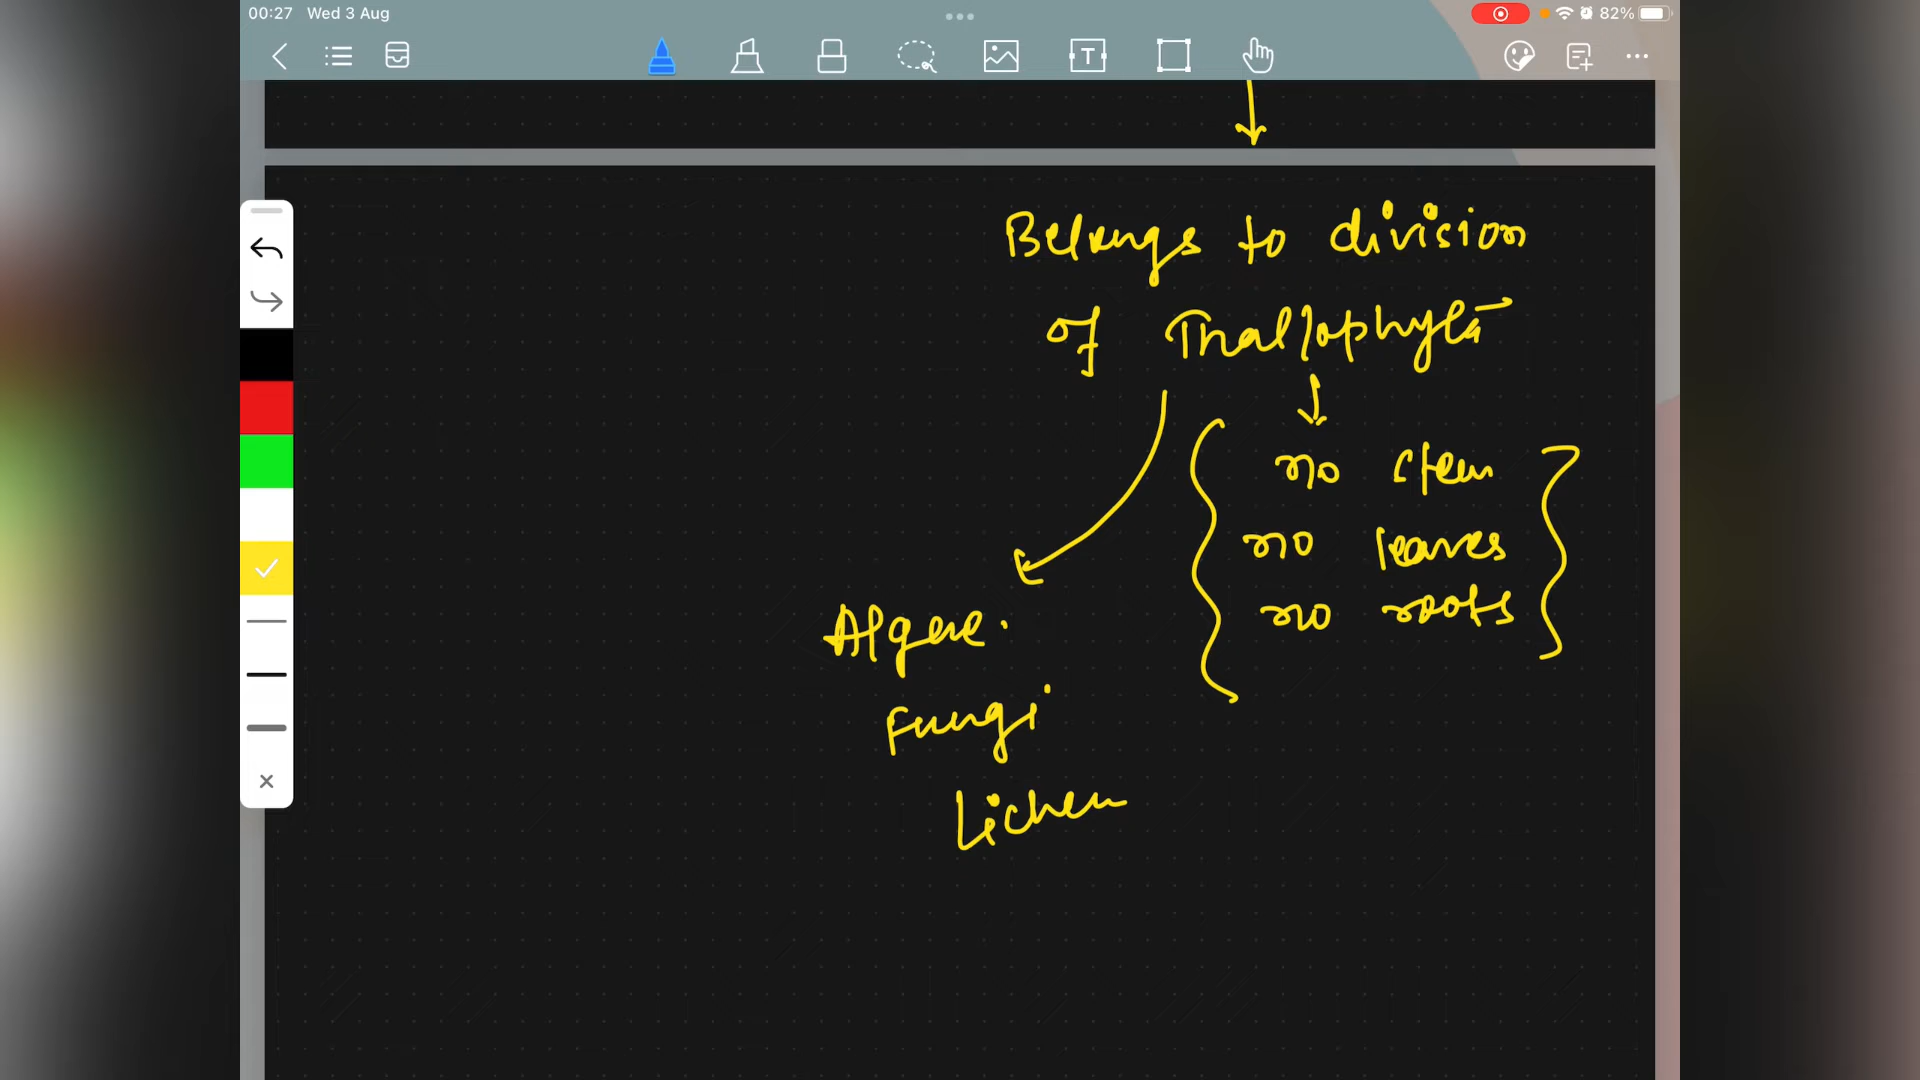 00:27 Wed 3 Aug
82%
T
Belongs to division
of Thallophyta
no stem
no leaves
no roots
Algae.
Fungi
Lichen